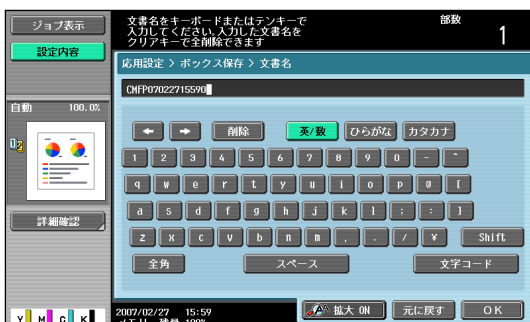 ジョブ表示
設定内容
文書名をキーボードまたはテンキーで
入力してください。入力した文書名を
クリアキーで全削除できます
部数
1
応用設定 > ボックス保存 > 文書名
CMFP07022715590
自動 100.0%
詳細確認
← → 削除 英/数 ひらがな カタカナ
1 2 3 4 5 6 7 8 9 0 - ^
q w e r t y u i o p @ [
a s d f g h j k l ; : ]
z x c v b n m , . / ¥ Shift
全角 スペース 文字コード
拡大 ON 元に戻す OK
2007/02/27 15:59
メモリ 残量 100%
Y M C K